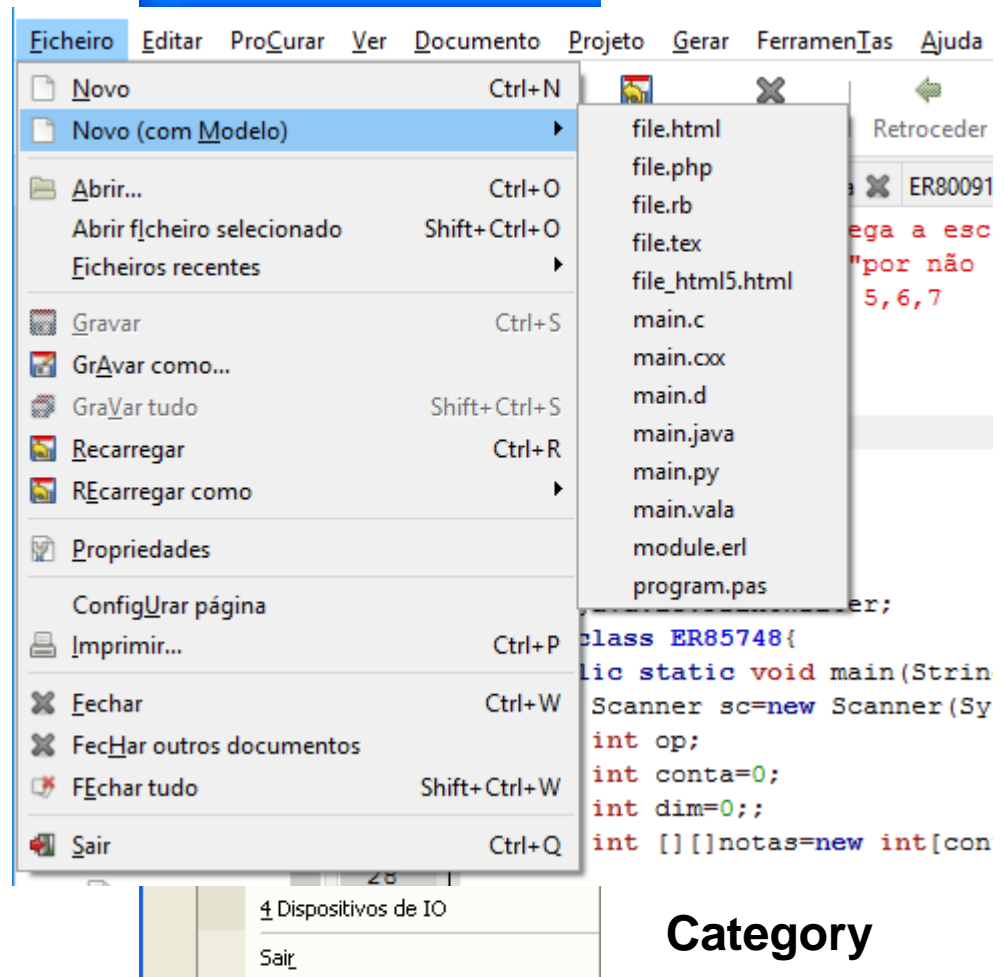 Ficheiro Editar ProCurar Ver Documento Projeto Gerar FerramenTas Ajuda
Novo Ctrl+N
Novo (com Modelo)
Retroceder
Abrir... Ctrl+O
Abrir fIcheiro selecionado Shift+Ctrl+O
Ficheiros recentes
Gravar Ctrl+S
GrAvar como...
GraVar tudo Shift+Ctrl+S
Recarregar Ctrl+R
REcarregar como
Propriedades
ConfigUrar página
Imprimir... Ctrl+P
Fechar Ctrl+W
FecHar outros documentos
FEchar tudo Shift+Ctrl+W
Sair Ctrl+Q
file.html
file.php
file.rb
file.tex
file_html5.html
main.c
main.cxx
main.d
main.java
main.py
main.vala
module.erl
program.pas
ER80091
ega a esc
"por não
5,6,7
er;
class ER85748{
lic static void main(Strin
Scanner sc=new Scanner(Sy
int op;
int conta=0;
int dim=0;;
int [][]notas=new int[con
28
4 Dispositivos de IO
Sair
Category